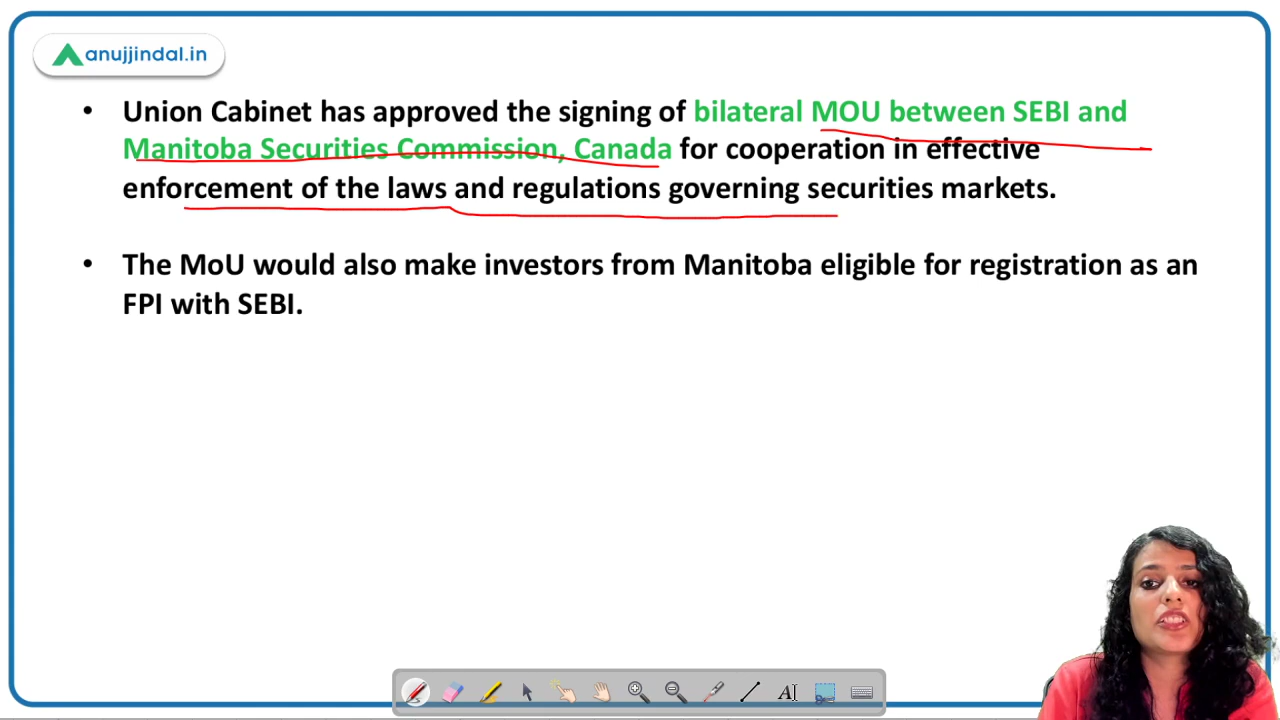 anujjindal.in
• Union Cabinet has approved the signing of bilateral MOU between SEBI and
Manitoba Securities Commission, Canada for cooperation in effective
enforcement of the laws and regulations governing securities markets.
• The MoU would also make investors from Manitoba eligible for registration as an
FPI with SEBI.
A